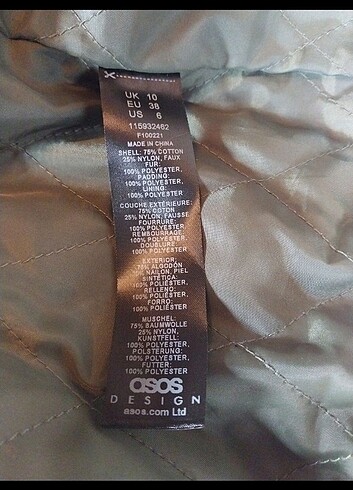 UK 10
EU 38
US 6
115932462
F100221
MADE IN CHINA
SHELL: 75% COTTON
25% NYLON, FAUX
FUR:
100% POLYESTER,
PADDING:
100% POLYESTER,
LINING:
100% POLYESTER
COUCHE EXTÉRIEURE:
75% COTON
25% NYLON, FAUSSE
FOURRURE:
100% POLYESTER
REMBOURRAGE:
100% POLYESTER,
DOUBLURE:
100% POLYESTER
EXTERIOR:
75% ALGODÓN
25% NAILON, PIEL
SINTÉTICA:
100% POLIÉSTER,
RELLENO:
100% POLIÉSTER,
FORRO:
100% POLIÉSTER
MUSCHEL:
75% BAUMWOLLE
25% NYLON,
KUNSTFELL:
100% POLYESTER,
POLSTERUNG:
100% POLYESTER,
FUTTER:
100% POLYESTER
asos
DESIGN
asos.com Ltd